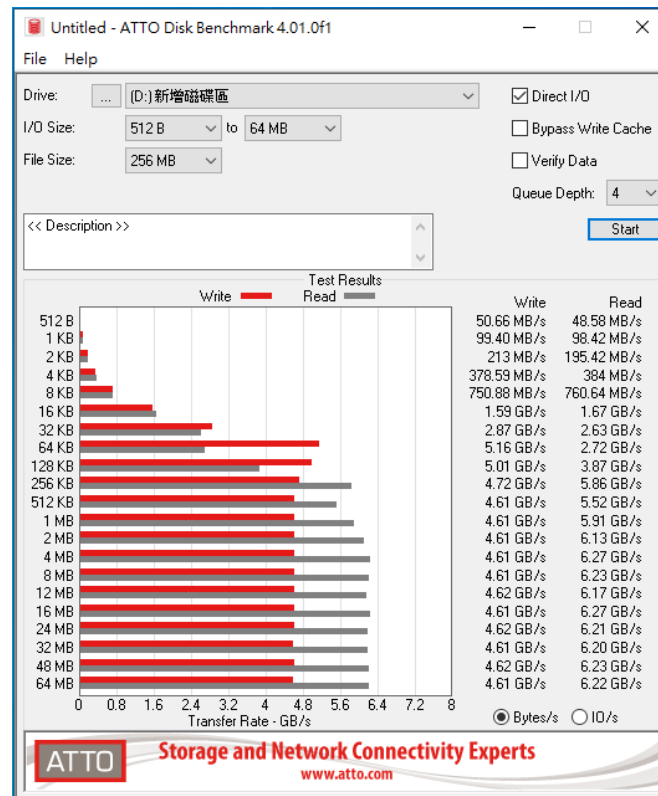 Untitled - ATTO Disk Benchmark 4.01.0f1
File Help
Drive: ... (D:)新增磁碟區 Direct I/O
I/O Size: 512 B to 64 MB Bypass Write Cache
File Size: 256 MB Verify Data
Queue Depth: 4
<< Description >> Start
Test Results
Write Read Write Read
512 B 50.66 MB/s 48.58 MB/s
1 KB 99.40 MB/s 98.42 MB/s
2 KB 213 MB/s 195.42 MB/s
4 KB 378.59 MB/s 384 MB/s
8 KB 750.88 MB/s 760.64 MB/s
16 KB 1.59 GB/s 1.67 GB/s
32 KB 2.87 GB/s 2.63 GB/s
64 KB 5.16 GB/s 2.72 GB/s
128 KB 5.01 GB/s 3.87 GB/s
256 KB 4.72 GB/s 5.86 GB/s
512 KB 4.61 GB/s 5.52 GB/s
1 MB 4.61 GB/s 5.91 GB/s
2 MB 4.61 GB/s 6.13 GB/s
4 MB 4.61 GB/s 6.27 GB/s
8 MB 4.61 GB/s 6.23 GB/s
12 MB 4.62 GB/s 6.17 GB/s
16 MB 4.61 GB/s 6.27 GB/s
24 MB 4.62 GB/s 6.21 GB/s
32 MB 4.61 GB/s 6.20 GB/s
48 MB 4.62 GB/s 6.23 GB/s
64 MB 4.61 GB/s 6.22 GB/s
0 0.8 1.6 2.4 3.2 4 4.8 5.6 6.4 7.2 8
Transfer Rate - GB/s Bytes/s IO/s
ATTO Storage and Network Connectivity Experts
www.atto.com